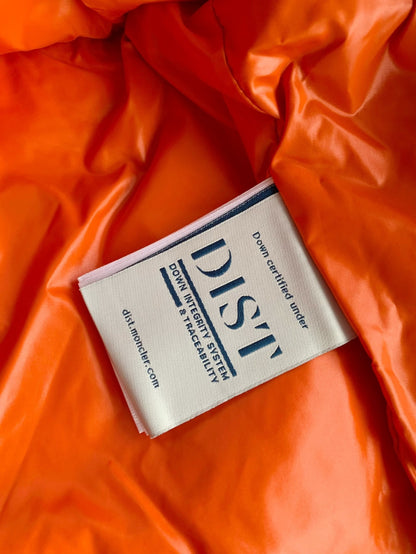 Down certified under
DIST
DOWN INTEGRITY SYSTEM
& TRACEABILITY
dist.moncler.com